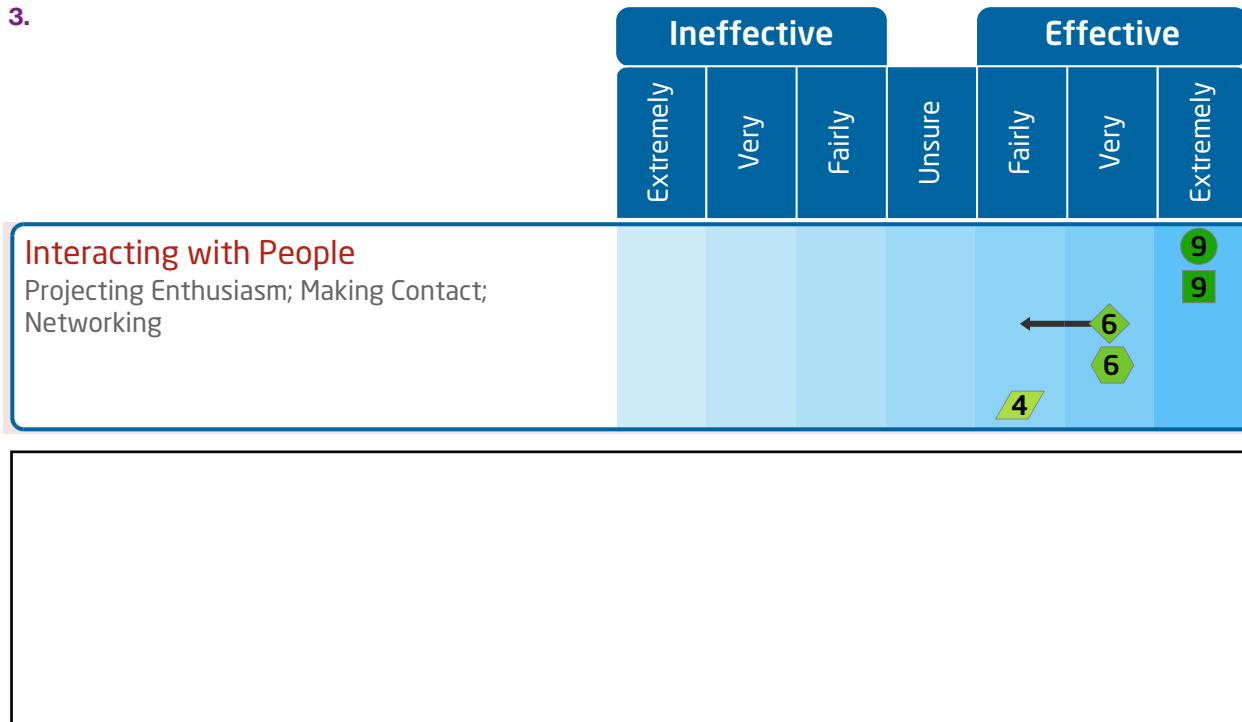 3.
Ineffective
Effective
Extremely
Very
Fairly
Unsure
Fairly
Very
Extremely
Interacting with People
Projecting Enthusiasm; Making Contact;
Networking
9
9
6
6
4